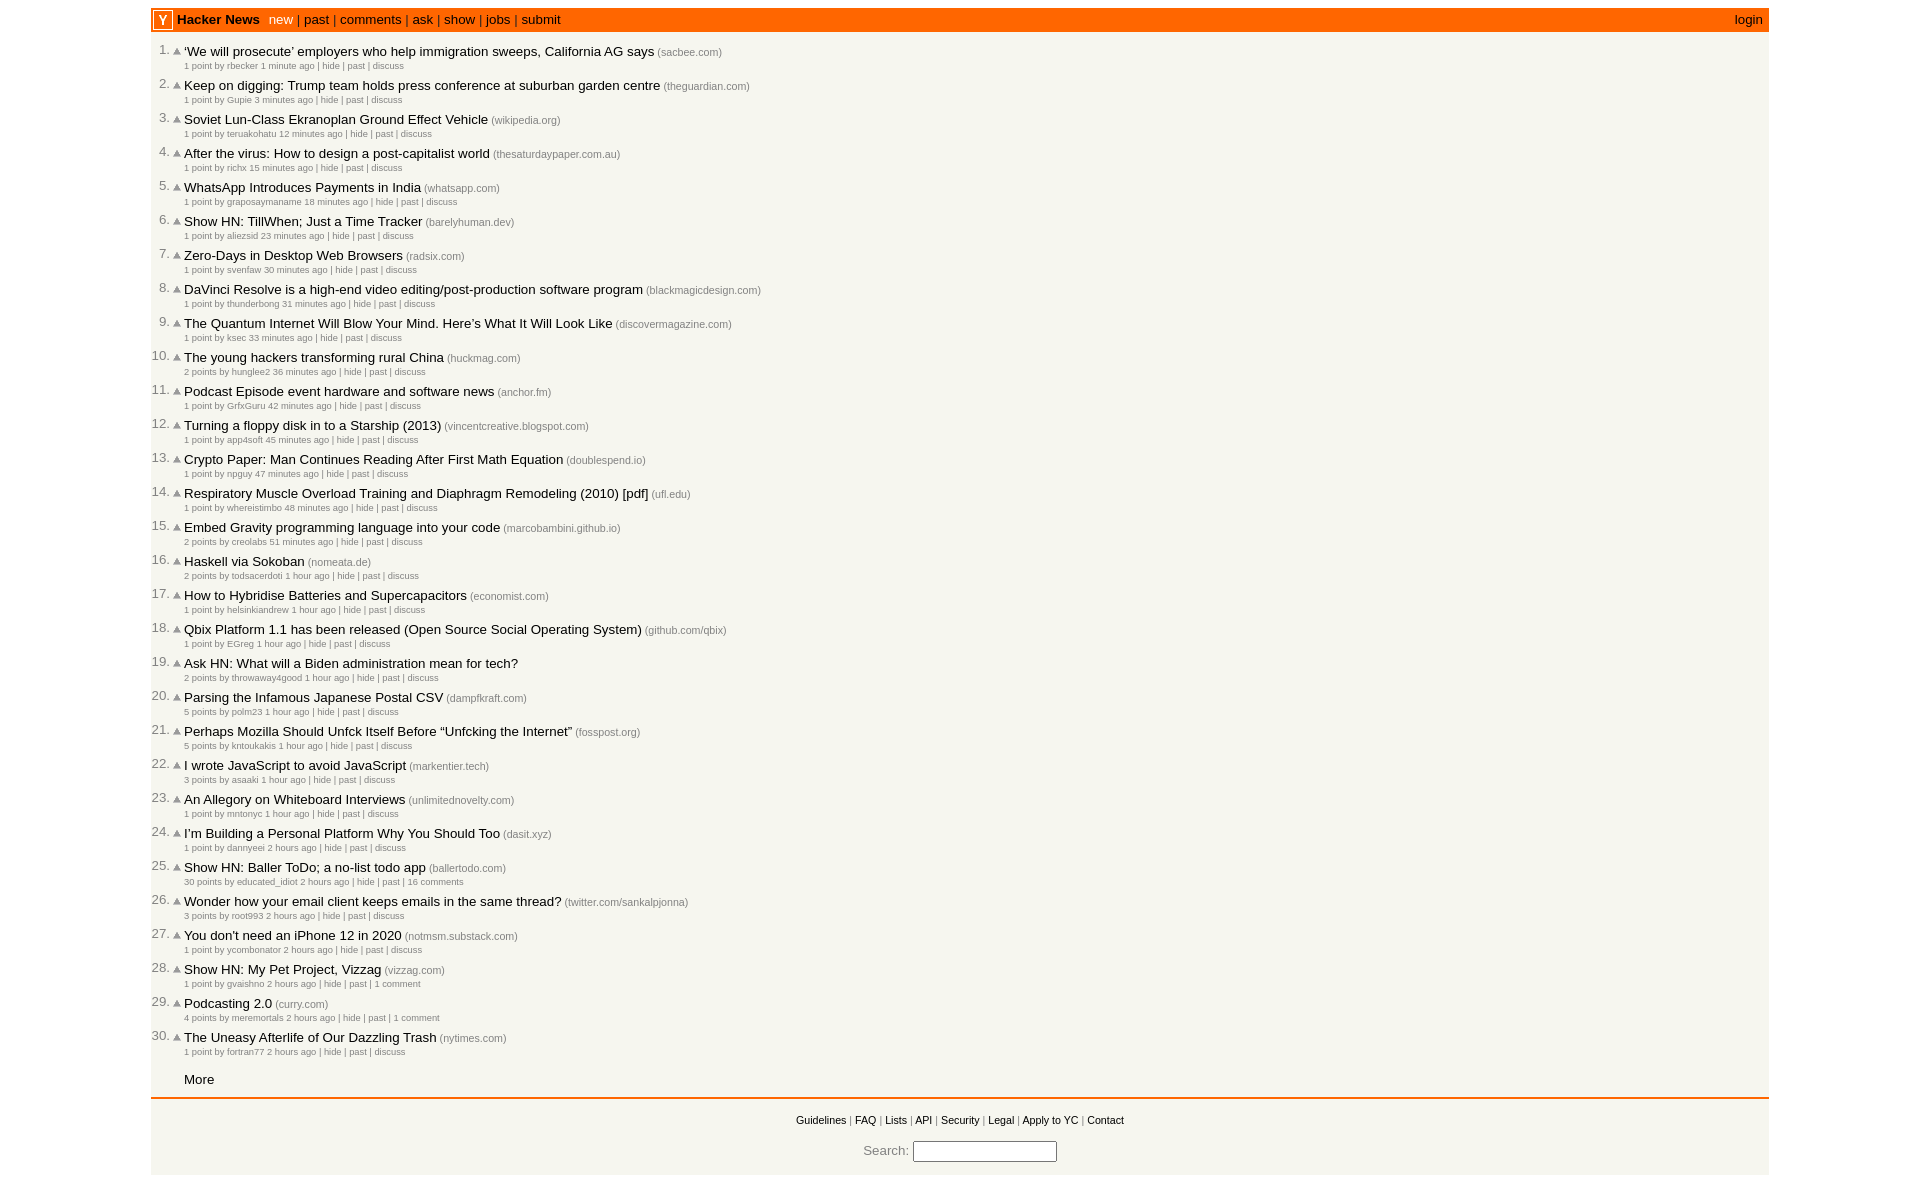 Y Hacker News new | past | comments | ask | show | jobs | submit login
1. ‘We will prosecute’ employers who help immigration sweeps, California AG says (sacbee.com)
1 point by rbecker 1 minute ago | hide | past | discuss
2. Keep on digging: Trump team holds press conference at suburban garden centre (theguardian.com)
1 point by Gupie 3 minutes ago | hide | past | discuss
3. Soviet Lun-Class Ekranoplan Ground Effect Vehicle (wikipedia.org)
1 point by teruakohatu 12 minutes ago | hide | past | discuss
4. After the virus: How to design a post-capitalist world (thesaturdaypaper.com.au)
1 point by richx 15 minutes ago | hide | past | discuss
5. WhatsApp Introduces Payments in India (whatsapp.com)
1 point by graposaymaname 18 minutes ago | hide | past | discuss
6. Show HN: TillWhen; Just a Time Tracker (barelyhuman.dev)
1 point by aliezsid 23 minutes ago | hide | past | discuss
7. Zero-Days in Desktop Web Browsers (radsix.com)
1 point by svenfaw 30 minutes ago | hide | past | discuss
8. DaVinci Resolve is a high-end video editing/post-production software program (blackmagicdesign.com)
1 point by thunderbong 31 minutes ago | hide | past | discuss
9. The Quantum Internet Will Blow Your Mind. Here’s What It Will Look Like (discovermagazine.com)
1 point by ksec 33 minutes ago | hide | past | discuss
10. The young hackers transforming rural China (huckmag.com)
2 points by hunglee2 36 minutes ago | hide | past | discuss
11. Podcast Episode event hardware and software news (anchor.fm)
1 point by GrfxGuru 42 minutes ago | hide | past | discuss
12. Turning a floppy disk in to a Starship (2013) (vincentcreative.blogspot.com)
1 point by app4soft 45 minutes ago | hide | past | discuss
13. Crypto Paper: Man Continues Reading After First Math Equation (doublespend.io)
1 point by npguy 47 minutes ago | hide | past | discuss
14. Respiratory Muscle Overload Training and Diaphragm Remodeling (2010) [pdf] (ufl.edu)
1 point by whereistimbo 48 minutes ago | hide | past | discuss
15. Embed Gravity programming language into your code (marcobambini.github.io)
2 points by creolabs 51 minutes ago | hide | past | discuss
16. Haskell via Sokoban (nomeata.de)
2 points by todsacerdoti 1 hour ago | hide | past | discuss
17. How to Hybridise Batteries and Supercapacitors (economist.com)
1 point by helsinkiandrew 1 hour ago | hide | past | discuss
18. Qbix Platform 1.1 has been released (Open Source Social Operating System) (github.com/qbix)
1 point by EGreg 1 hour ago | hide | past | discuss
19. Ask HN: What will a Biden administration mean for tech?
2 points by throwaway4good 1 hour ago | hide | past | discuss
20. Parsing the Infamous Japanese Postal CSV (dampfkraft.com)
5 points by polm23 1 hour ago | hide | past | discuss
21. Perhaps Mozilla Should Unfck Itself Before “Unfcking the Internet” (fosspost.org)
5 points by kntoukakis 1 hour ago | hide | past | discuss
22. I wrote JavaScript to avoid JavaScript (markentier.tech)
3 points by asaaki 1 hour ago | hide | past | discuss
23. An Allegory on Whiteboard Interviews (unlimitednovelty.com)
1 point by mntonyc 1 hour ago | hide | past | discuss
24. I’m Building a Personal Platform Why You Should Too (dasit.xyz)
1 point by dannyeei 2 hours ago | hide | past | discuss
25. Show HN: Baller ToDo; a no-list todo app (ballertodo.com)
30 points by educated_idiot 2 hours ago | hide | past | 16 comments
26. Wonder how your email client keeps emails in the same thread? (twitter.com/sankalpjonna)
3 points by root993 2 hours ago | hide | past | discuss
27. You don't need an iPhone 12 in 2020 (notmsm.substack.com)
1 point by ycombonator 2 hours ago | hide | past | discuss
28. Show HN: My Pet Project, Vizzag (vizzag.com)
1 point by gvaishno 2 hours ago | hide | past | 1 comment
29. Podcasting 2.0 (curry.com)
4 points by meremortals 2 hours ago | hide | past | 1 comment
30. The Uneasy Afterlife of Our Dazzling Trash (nytimes.com)
1 point by fortran77 2 hours ago | hide | past | discuss
More
Guidelines | FAQ | Lists | API | Security | Legal | Apply to YC | Contact
Search: